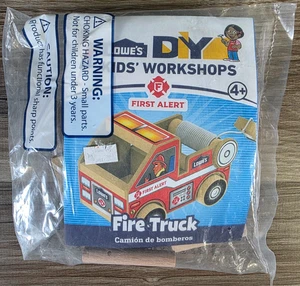 CAUTION:
Product has functional sharp points.
WARNING:
CHOKING HAZARD - Small parts.
Not for children under 3 years.
LOWE'S DIY
KIDS' WORKSHOPS
F
FIRST ALERT
4+
LOWE'S
FIRST ALERT
Fire Truck
Camión de bomberos